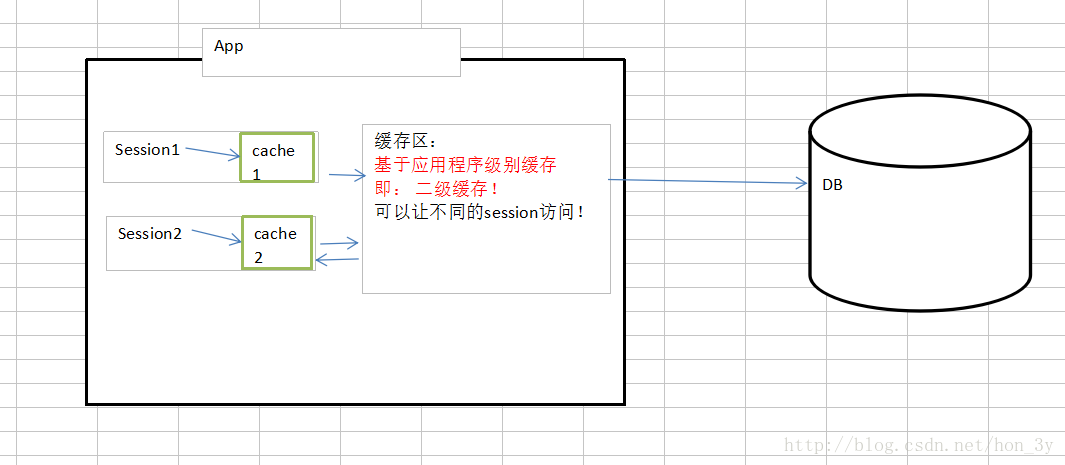 App
Session1
cache
1
Session2
cache
2
缓存区：
基于应用程序级别缓存
即： 二级缓存！
可以让不同的session访问！
DB
http://blog.csdn.net/hon_3y